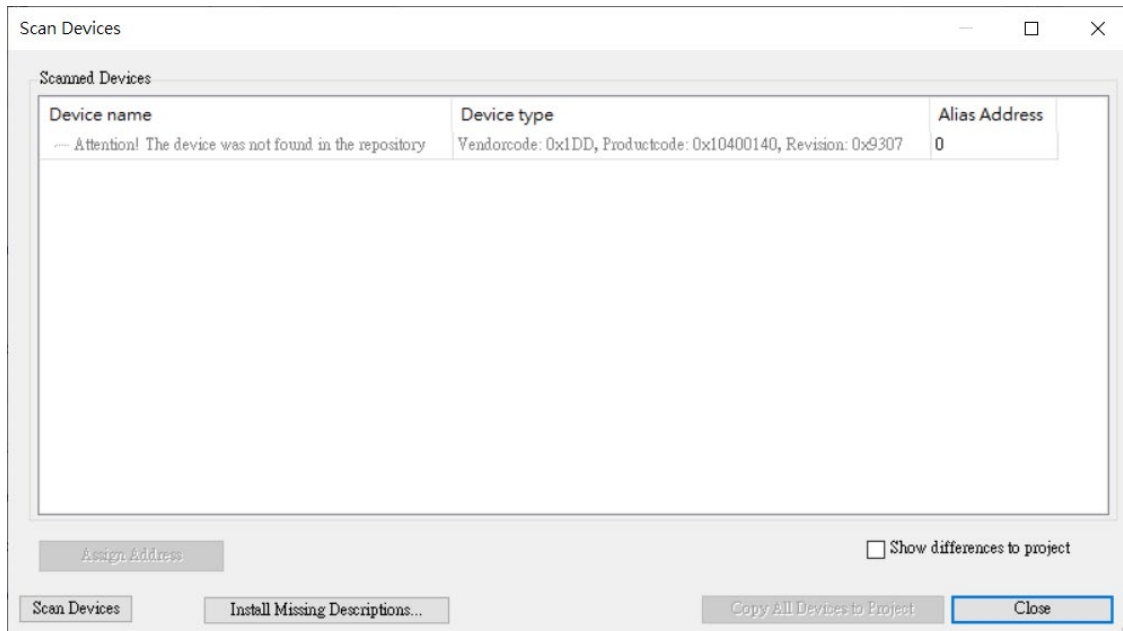 Scan Devices
Scanned Devices
Device name Device type Alias Address
Attention! The device was not found in the repository Vendorcode: 0x1DD, Productcode: 0x10400140, Revision: 0x9307 0
Assign Address Show differences to project
Scan Devices Install Missing Descriptions... Copy All Devices to Project Close